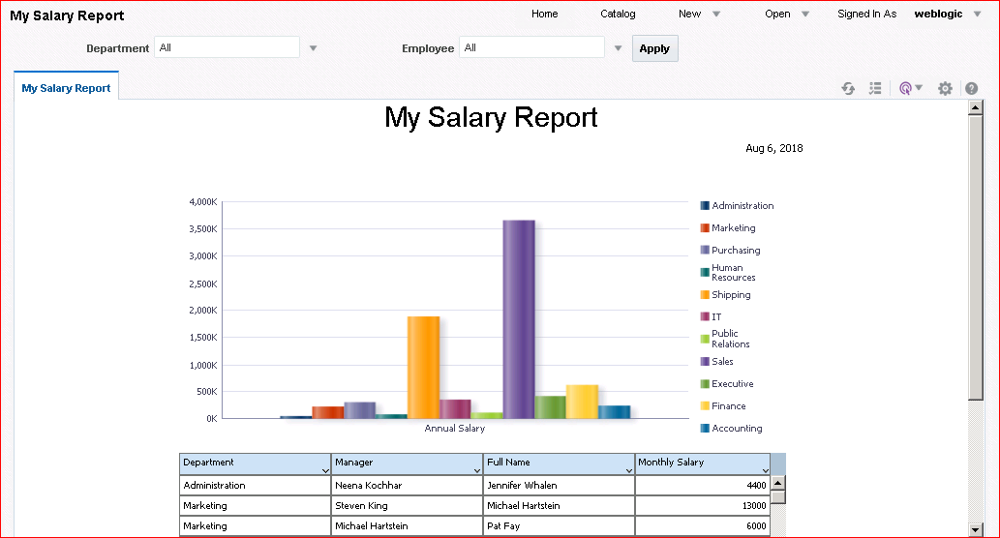 My Salary Report Home Catalog New Open Signed In As weblogic
Department All Employee All Apply
My Salary Report
My Salary Report
Aug 6, 2018
4,000K
3,500K
3,000K
2,500K
2,000K
1,500K
1,000K
500K
0K
Annual Salary
Administration
Marketing
Purchasing
Human
Resources
Shipping
IT
Public
Relations
Sales
Executive
Finance
Accounting
Department Manager Full Name Monthly Salary
Administration Neena Kochhar Jennifer Whalen 4400
Marketing Steven King Michael Hartstein 13000
Marketing Michael Hartstein Pat Fay 6000